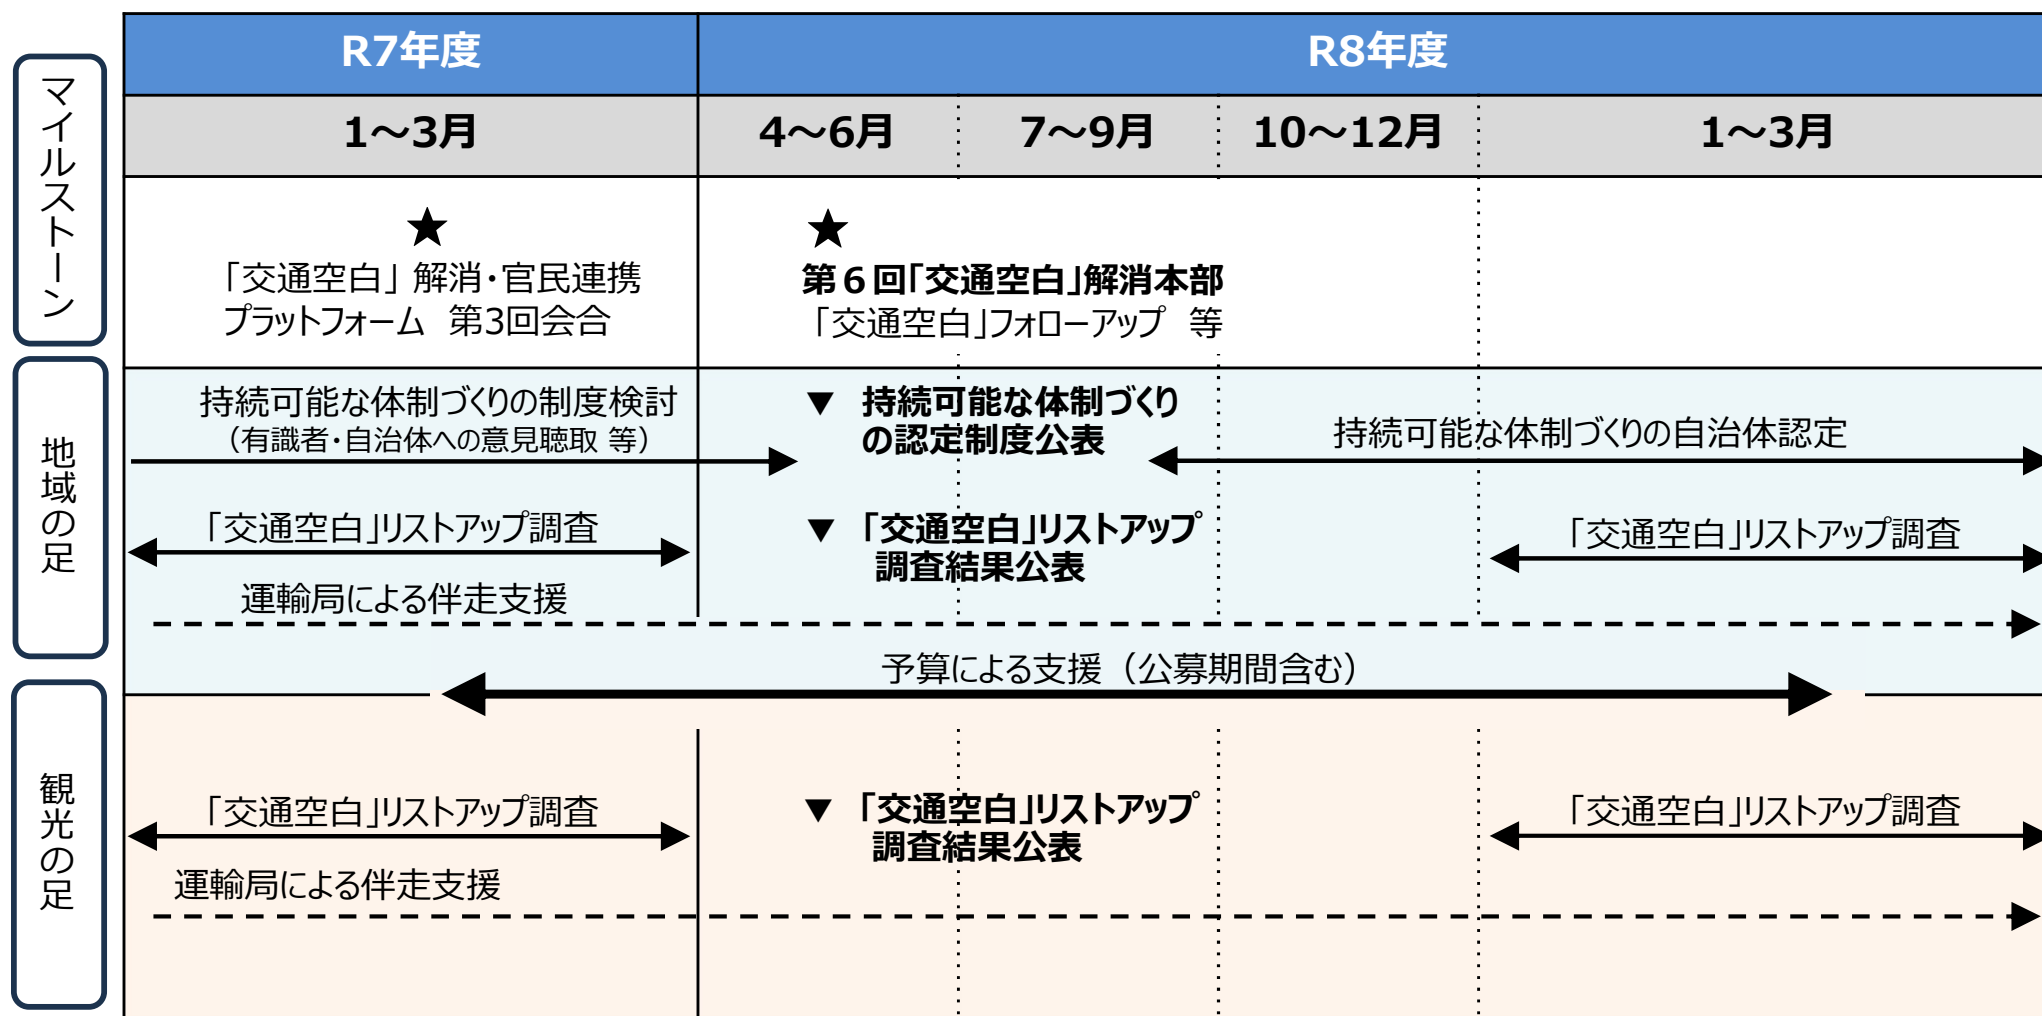 R7年度
R8年度
1～3月
4～6月
7～9月
10～12月
1～3月
マイルストーン
★
「交通空白」 解消・官民連携
プラットフォーム　第3回会合
★
第６回「交通空白」解消本部
「交通空白」フォローアップ　等
地域の足
持続可能な体制づくりの制度検討
（有識者・自治体への意見聴取 等）
▼ 持続可能な体制づくり
の認定制度公表
持続可能な体制づくりの自治体認定
「交通空白」リストアップ調査
▼ 「交通空白」リストアップ
調査結果公表
「交通空白」リストアップ調査
運輸局による伴走支援
予算による支援（公募期間含む）
観光の足
「交通空白」リストアップ調査
▼ 「交通空白」リストアップ
調査結果公表
「交通空白」リストアップ調査
運輸局による伴走支援